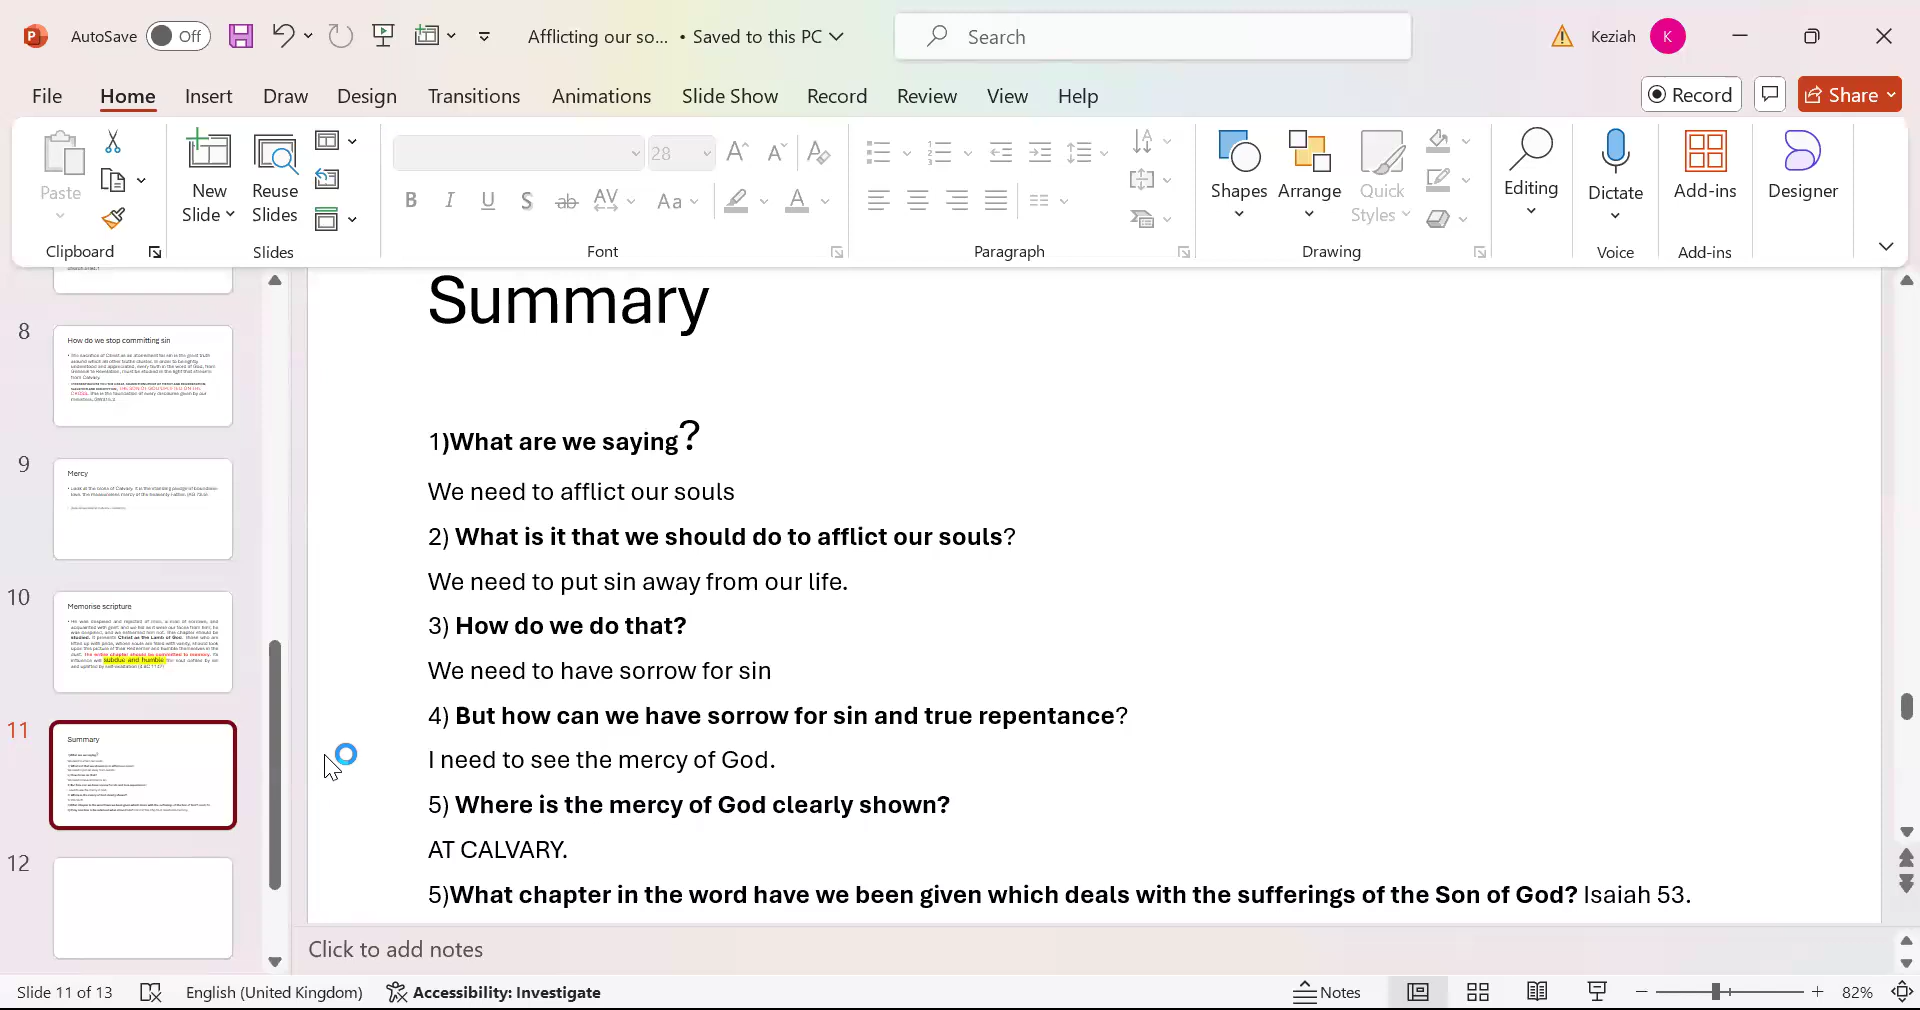 AutoSave Off Afflicting our so... • Saved to this PC Search Keziah K
File Home Insert Draw Design Transitions Animations Slide Show Record Review View Help Record Share
Paste New Slide Reuse Slides 28 Shapes Arrange Quick Styles Editing Dictate Add-ins Designer
Clipboard Slides Font Paragraph Drawing Voice Add-ins
8
How do we stop committing sin
9
Mercy
10
Memorise scripture
subdue and humble
11
Summary
12
Summary
1)What are we saying?
We need to afflict our souls
2) What is it that we should do to afflict our souls?
We need to put sin away from our life.
3) How do we do that?
We need to have sorrow for sin
4) But how can we have sorrow for sin and true repentance?
I need to see the mercy of God.
5) Where is the mercy of God clearly shown?
AT CALVARY.
5)What chapter in the word have we been given which deals with the sufferings of the Son of God? Isaiah 53.
Click to add notes
Slide 11 of 13 English (United Kingdom) Accessibility: Investigate Notes 82%